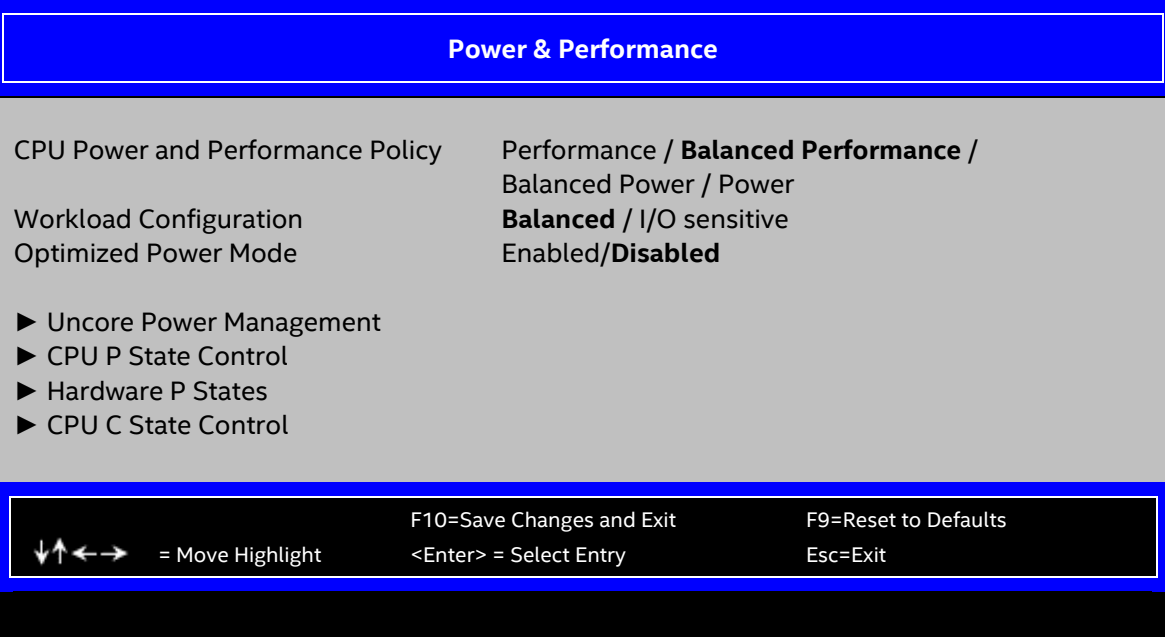 Power & Performance
CPU Power and Performance Policy Performance / Balanced Performance /
Balanced Power / Power
Workload Configuration Balanced / I/O sensitive
Optimized Power Mode Enabled/Disabled
► Uncore Power Management
► CPU P State Control
► Hardware P States
► CPU C State Control
F10=Save Changes and Exit F9=Reset to Defaults
↓↑←→ = Move Highlight <Enter> = Select Entry Esc=Exit